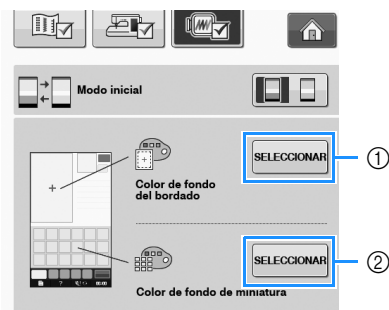 Modo inicial
SELECCIONAR
①
Color de fondo
del bordado
SELECCIONAR
②
Color de fondo de miniatura